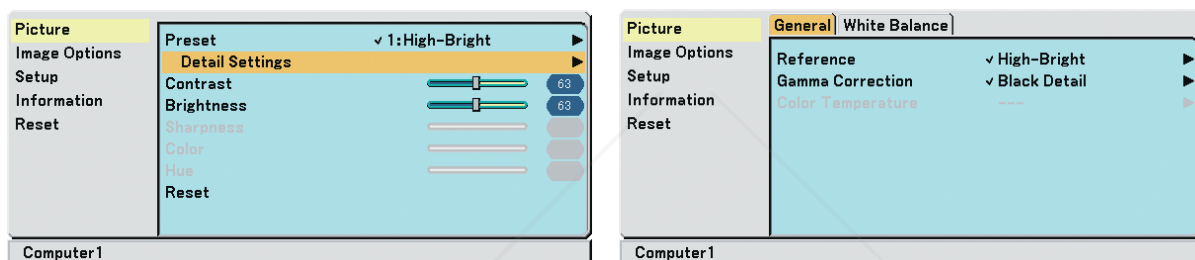 Picture
Image Options
Setup
Information
Reset
Preset ✓ 1:High-Bright ▶
Detail Settings ▶
Contrast 63
Brightness 63
Sharpness
Color
Hue
Reset
Computer1
Picture
Image Options
Setup
Information
Reset
General White Balance
Reference ✓ High-Bright ▶
Gamma Correction ✓ Black Detail ▶
Color Temperature --- ▶
Computer1